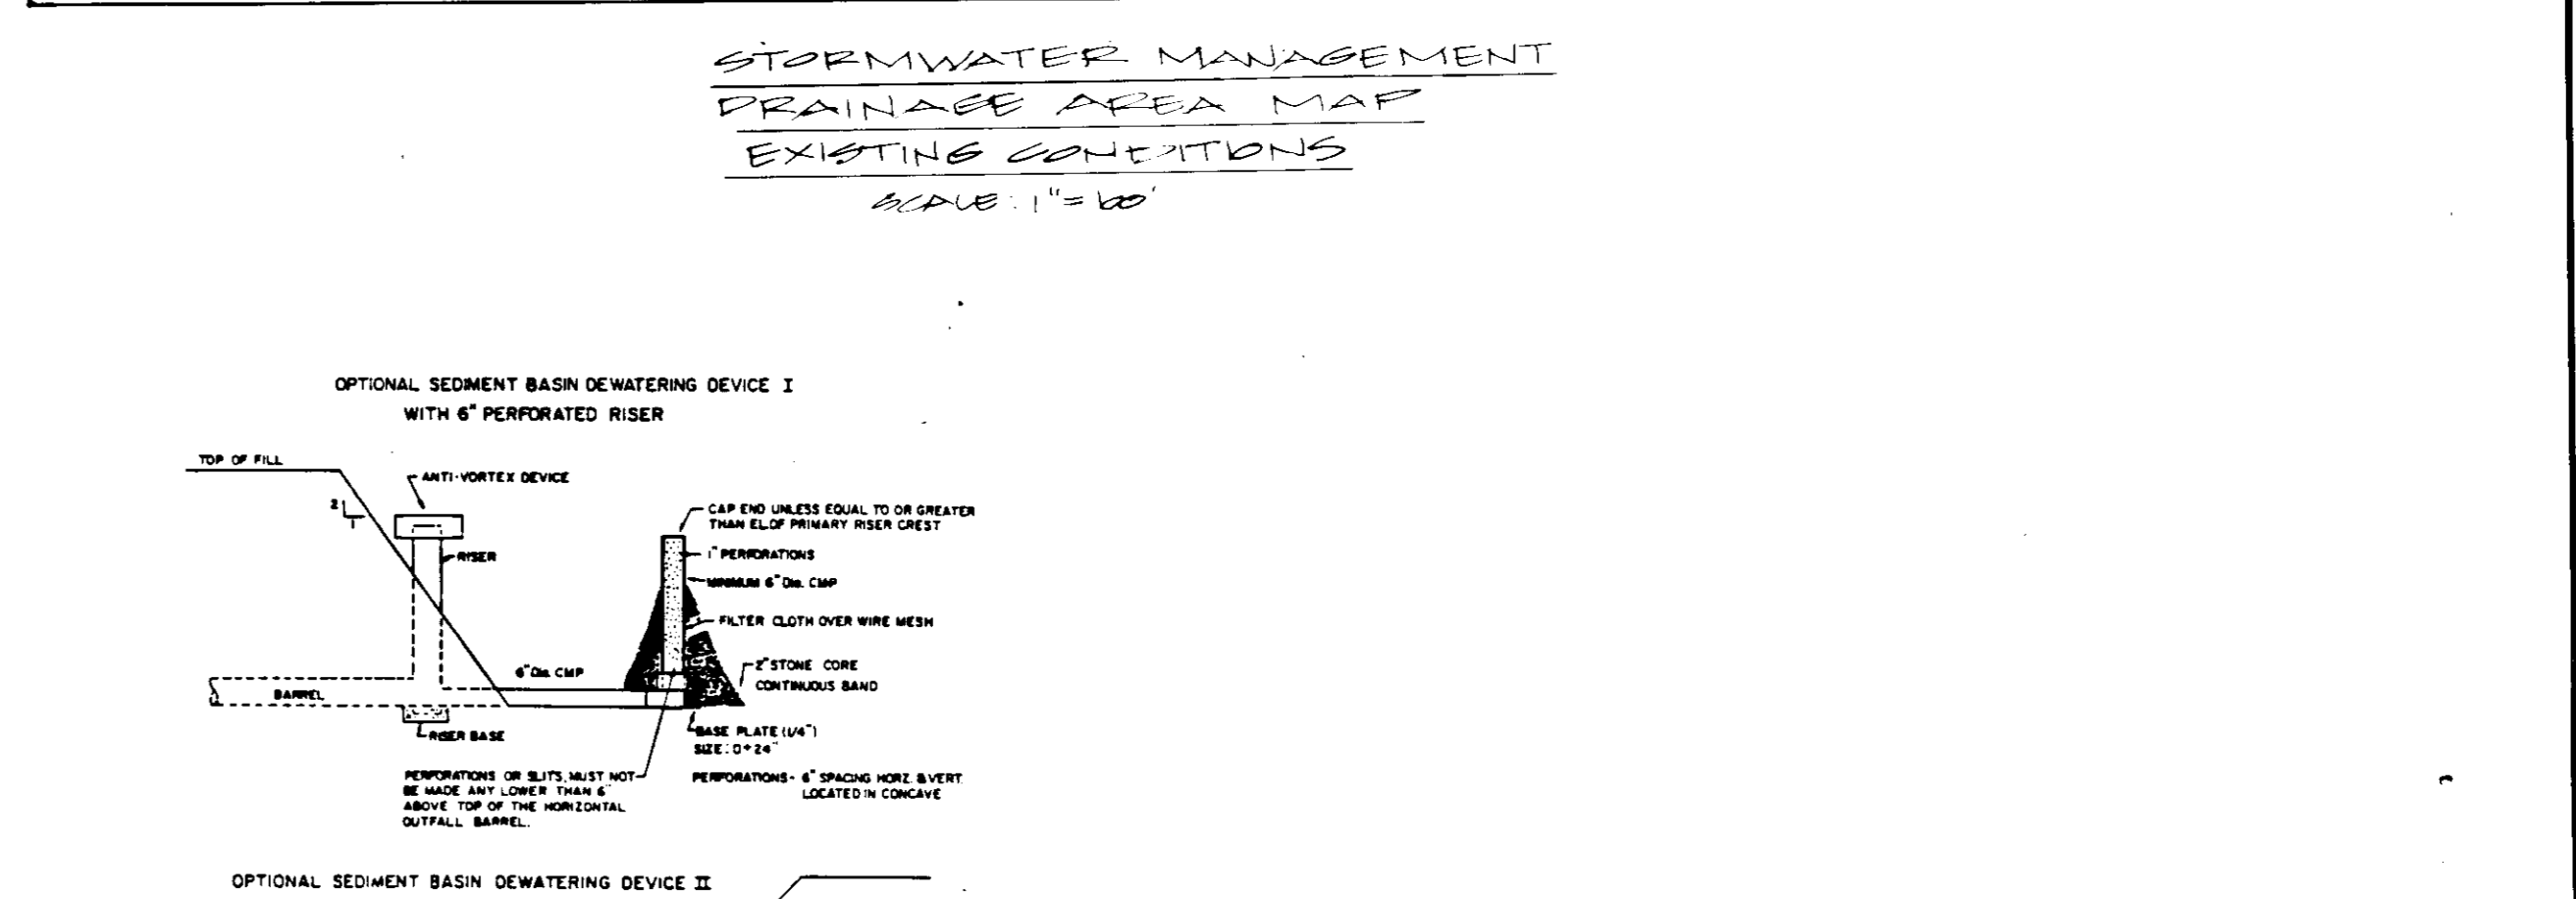 STORMWATER MANAGEMENT
DRAINAGE AREA MAP
EXISTING CONDITIONS
SCALE: 1"=100'
OPTIONAL SEDIMENT BASIN DEWATERING DEVICE I
WITH 6" PERFORATED RISER
TOP OF FILL
ANTI-VORTEX DEVICE
2
1
CAP END UNLESS EQUAL TO OR GREATER
THAN EL.OF PRIMARY RISER CREST
RISER
1" PERFORATIONS
MINIMUM 6" Dia. CMP
FILTER CLOTH OVER WIRE MESH
6" Dia. CMP
2" STONE CORE
CONTINUOUS BAND
BARREL
RISER BASE
BASE PLATE (1/4")
SIZE: D+24"
PERFORATIONS OR SLITS, MUST NOT
BE MADE ANY LOWER THAN 6"
ABOVE TOP OF THE HORIZONTAL
OUTFALL BARREL.
PERFORATIONS- 6" SPACING HORZ. & VERT.
LOCATED IN CONCAVE
OPTIONAL SEDIMENT BASIN DEWATERING DEVICE II